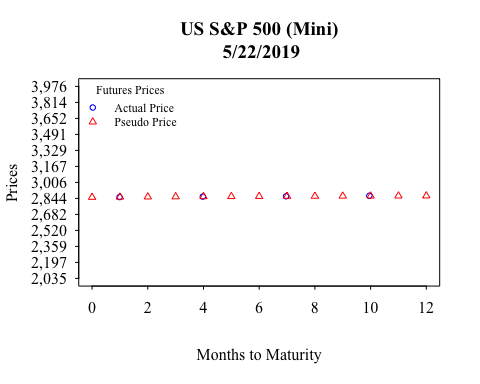 US S&P 500 (Mini)
5/22/2019
Futures Prices
Actual Price
Pseudo Price
Prices
3,976
3,814
3,652
3,491
3,329
3,167
3,006
2,844
2,682
2,520
2,359
2,197
2,035
0 2 4 6 8 10 12
Months to Maturity